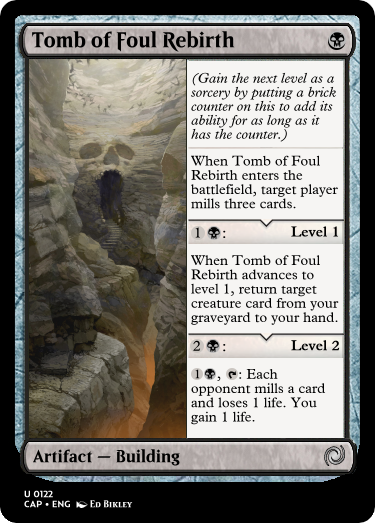 Tomb of Foul Rebirth
(Gain the next level as a
sorcery by putting a brick
counter on this to add its
ability for as long as it
has the counter.)
When Tomb of Foul
Rebirth enters the
battlefield, target player
mills three cards.
1 : Level 1
When Tomb of Foul
Rebirth advances to
level 1, return target
creature card from your
graveyard to your hand.
2 : Level 2
1 , : Each
opponent mills a card
and loses 1 life. You
gain 1 life.
Artifact — Building
U 0122
CAP • ENG Ed Bikley